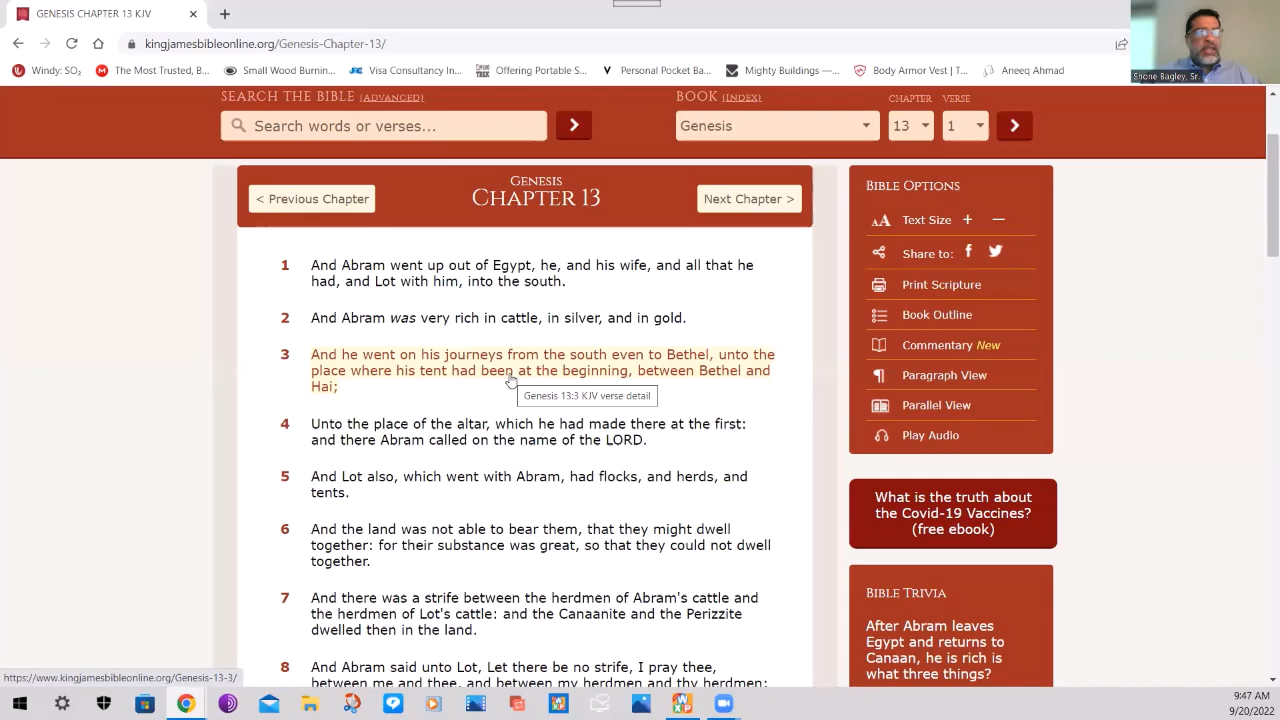 GENESIS CHAPTER 13 KJV
kingjamesbibleonline.org/Genesis-Chapter-13/
Windy: SO₂
The Most Trusted, B...
Small Wood Burnin...
Visa Consultancy In...
Offering Portable S...
Personal Pocket Ba...
Mighty Buildings —...
Body Armor Vest | T...
Aneeq Ahmad
Shone Bagley, Sr.
SEARCH THE BIBLE (ADVANCED)
Search words or verses...
BOOK (INDEX)
CHAPTER
VERSE
Genesis
13
1
< Previous Chapter
GENESIS
CHAPTER 13
Next Chapter >
1 And Abram went up out of Egypt, he, and his wife, and all that he
had, and Lot with him, into the south.
2 And Abram was very rich in cattle, in silver, and in gold.
3 And he went on his journeys from the south even to Bethel, unto the
place where his tent had been at the beginning, between Bethel and
Hai;
Genesis 13:3 KJV verse detail
4 Unto the place of the altar, which he had made there at the first:
and there Abram called on the name of the LORD.
5 And Lot also, which went with Abram, had flocks, and herds, and
tents.
6 And the land was not able to bear them, that they might dwell
together: for their substance was great, so that they could not dwell
together.
7 And there was a strife between the herdmen of Abram's cattle and
the herdmen of Lot's cattle: and the Canaanite and the Perizzite
dwelled then in the land.
8 And Abram said unto Lot, Let there be no strife, I pray thee,
between me and thee, and between my herdmen and thy herdmen;
BIBLE OPTIONS
AA Text Size + —
Share to:
Print Scripture
Book Outline
Commentary New
Paragraph View
Parallel View
Play Audio
What is the truth about
the Covid-19 Vaccines?
(free ebook)
BIBLE TRIVIA
After Abram leaves
Egypt and returns to
Canaan, he is rich is
what three things?
https://www.kingjamesbibleonline.org/Genesis-13-3/
9:47 AM
9/20/2022